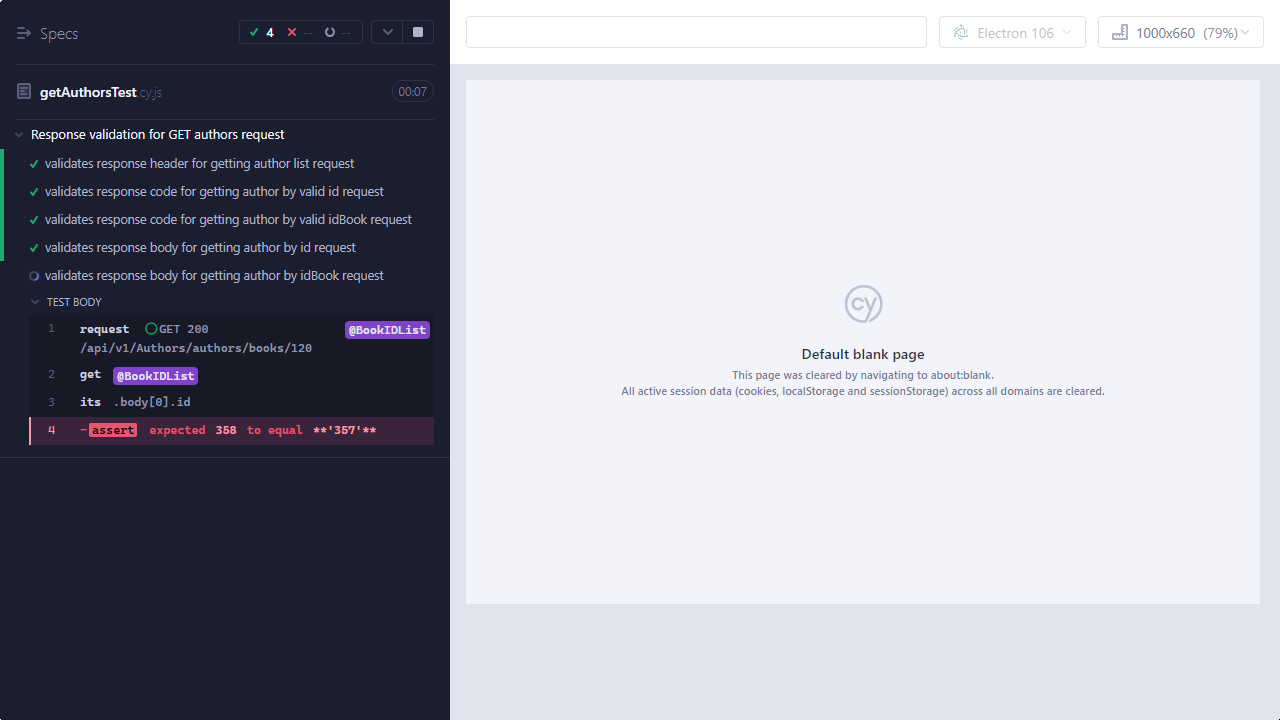 Specs
4
--
--
Electron 106
1000x660 (79%)
getAuthorsTest.cy.js
00:07
Response validation for GET authors request
validates response header for getting author list request
validates response code for getting author by valid id request
validates response code for getting author by valid idBook request
validates response body for getting author by id request
validates response body for getting author by idBook request
TEST BODY
1 request GET 200 @BookIDList
/api/v1/Authors/authors/books/120
2 get @BookIDList
3 its .body[0].id
4 -assert expected 358 to equal **'357'**
cy
Default blank page
This page was cleared by navigating to about:blank.
All active session data (cookies, localStorage and sessionStorage) across all domains are cleared.